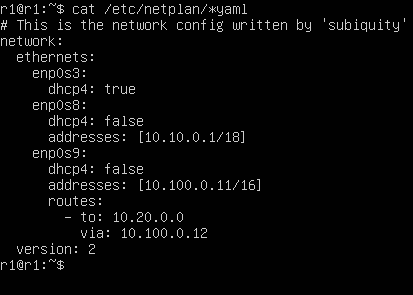 r1@r1:~$ cat /etc/netplan/*yaml
# This is the network config written by 'subiquity'
network:
  ethernets:
    enp0s3:
      dhcp4: true
    enp0s8:
      dhcp4: false
      addresses: [10.10.0.1/18]
    enp0s9:
      dhcp4: false
      addresses: [10.100.0.11/16]
      routes:
        - to: 10.20.0.0
          via: 10.100.0.12
  version: 2
r1@r1:~$